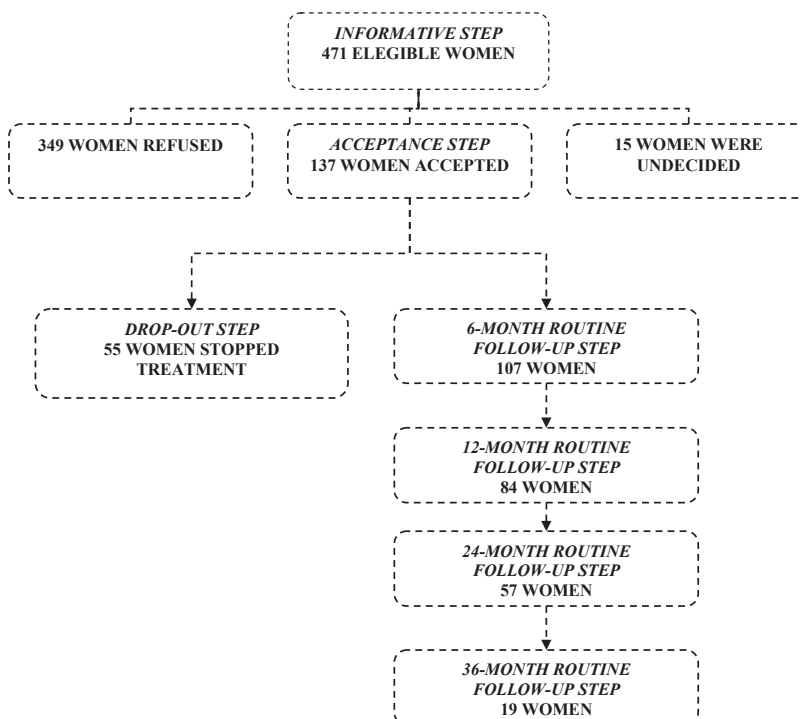 INFORMATIVE STEP
471 ELEGIBLE WOMEN
349 WOMEN REFUSED
ACCEPTANCE STEP
137 WOMEN ACCEPTED
15 WOMEN WERE
UNDECIDED
DROP-OUT STEP
55 WOMEN STOPPED
TREATMENT
6-MONTH ROUTINE
FOLLOW-UP STEP
107 WOMEN
12-MONTH ROUTINE
FOLLOW-UP STEP
84 WOMEN
24-MONTH ROUTINE
FOLLOW-UP STEP
57 WOMEN
36-MONTH ROUTINE
FOLLOW-UP STEP
19 WOMEN